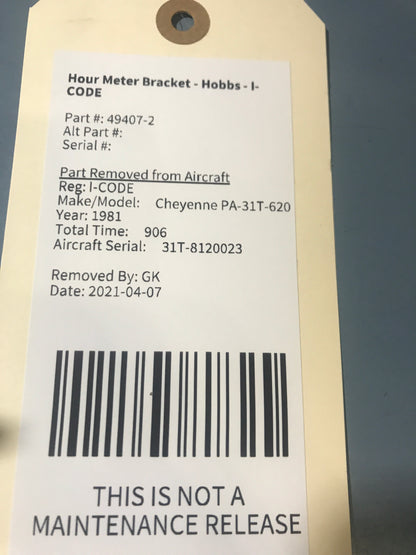 Hour Meter Bracket - Hobbs - I-
CODE
Part #: 49407-2
Alt Part #:
Serial #:
Part Removed from Aircraft
Reg: I-CODE
Make/Model: Cheyenne PA-31T-620
Year: 1981
Total Time: 906
Aircraft Serial: 31T-8120023
Removed By: GK
Date: 2021-04-07
THIS IS NOT A
MAINTENANCE RELEASE